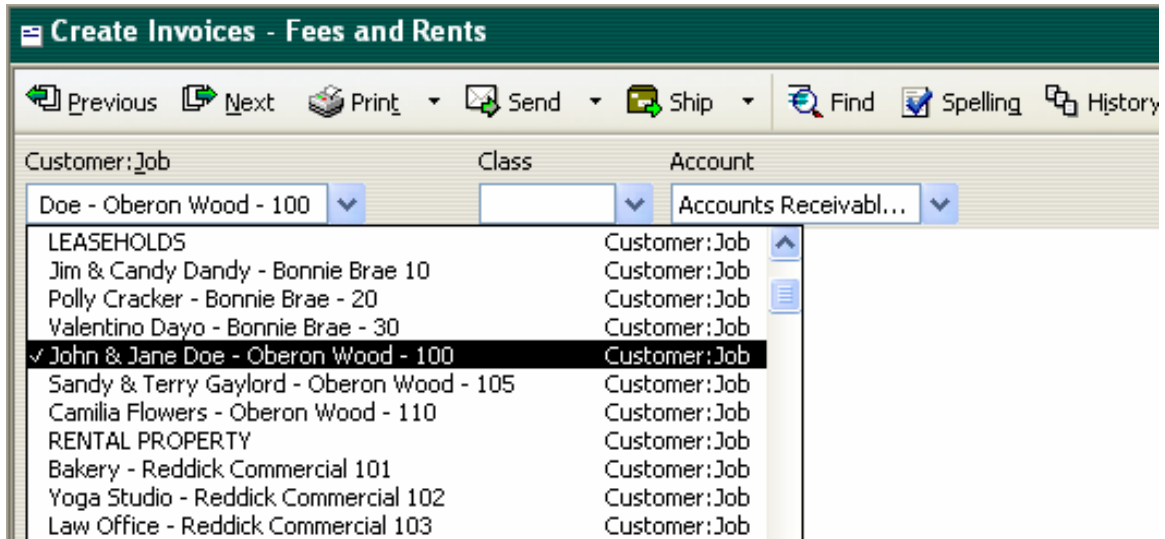 Create Invoices - Fees and Rents
Previous Next Print Send Ship Find Spelling History
Customer:Job Class Account
Doe - Oberon Wood - 100 Accounts Receivabl...
LEASEHOLDS Customer:Job
Jim & Candy Dandy - Bonnie Brae 10 Customer:Job
Polly Cracker - Bonnie Brae - 20 Customer:Job
Valentino Dayo - Bonnie Brae - 30 Customer:Job
✓ John & Jane Doe - Oberon Wood - 100 Customer:Job
Sandy & Terry Gaylord - Oberon Wood - 105 Customer:Job
Camilia Flowers - Oberon Wood - 110 Customer:Job
RENTAL PROPERTY Customer:Job
Bakery - Reddick Commercial 101 Customer:Job
Yoga Studio - Reddick Commercial 102 Customer:Job
Law Office - Reddick Commercial 103 Customer:Job